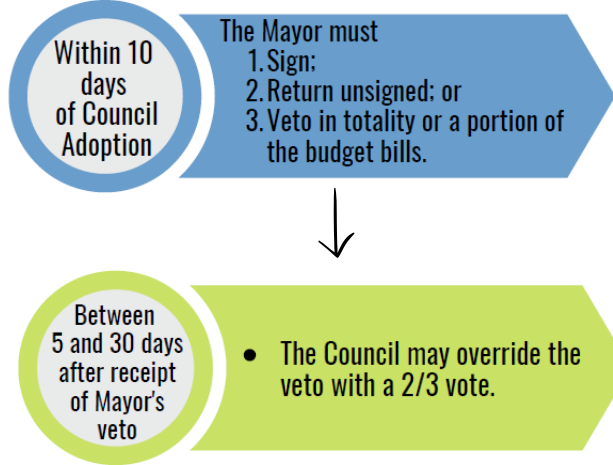 Within 10
days
of Council
Adoption
The Mayor must
1. Sign;
2. Return unsigned; or
3. Veto in totality or a portion of
the budget bills.
Between
5 and 30 days
after receipt
of Mayor's
veto
• The Council may override the
veto with a 2/3 vote.